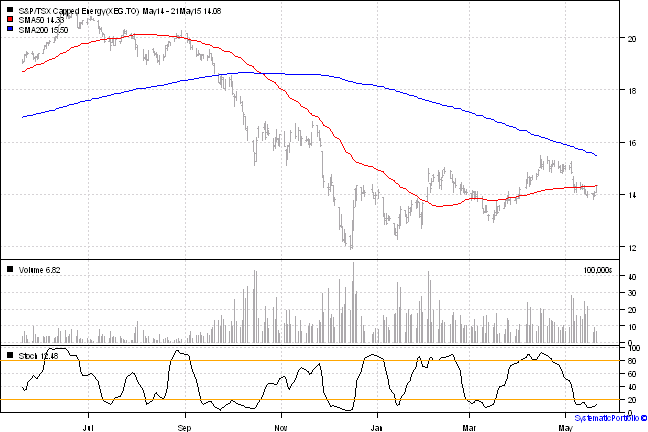 S&P/TSX Capped Energy(XEG.TO) May14 - 21May15 14.08
SMA50 14.33
SMA200 15.50
20
18
16
14
12
Volume 6.82
100,000s
40
30
20
10
0
Stoch 12.48
100
80
60
40
20
0
Jul
Sep
Nov
Jan
Mar
May
SystematicPortfolio ©